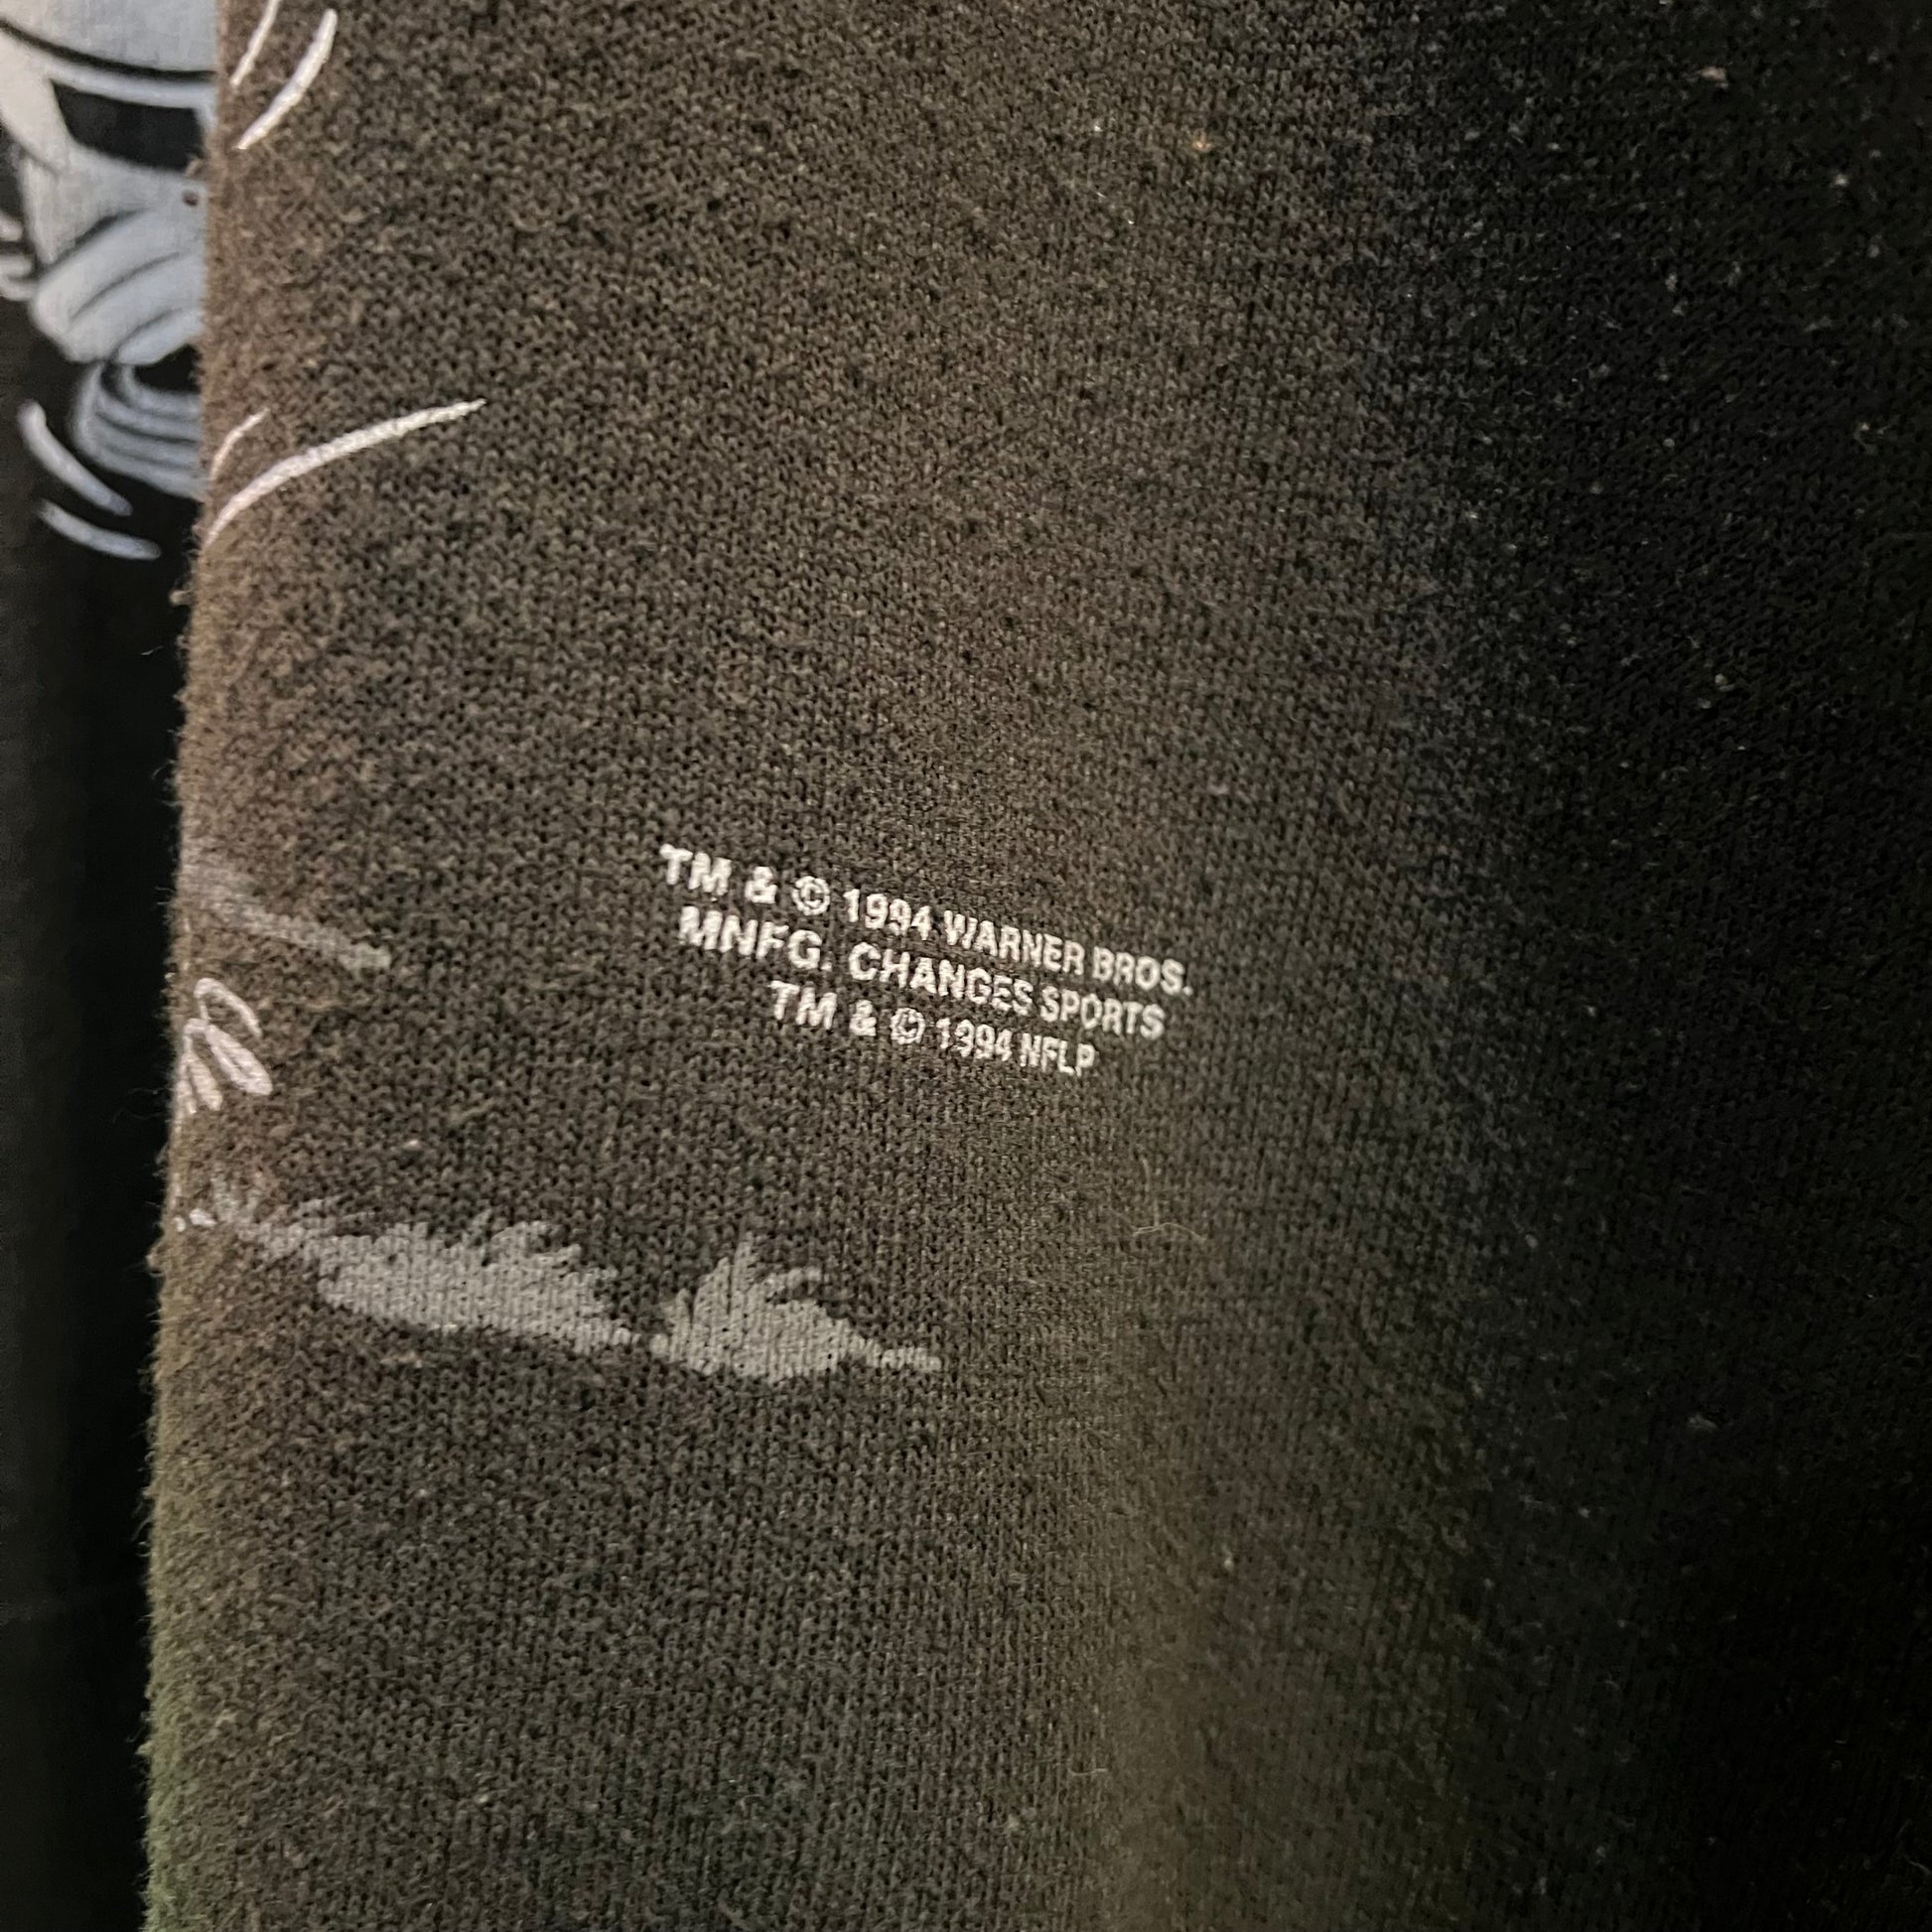 TM & © 1994 WARNER BROS.
MNFG. CHANGES SPORTS
TM & © 1994 NFLP